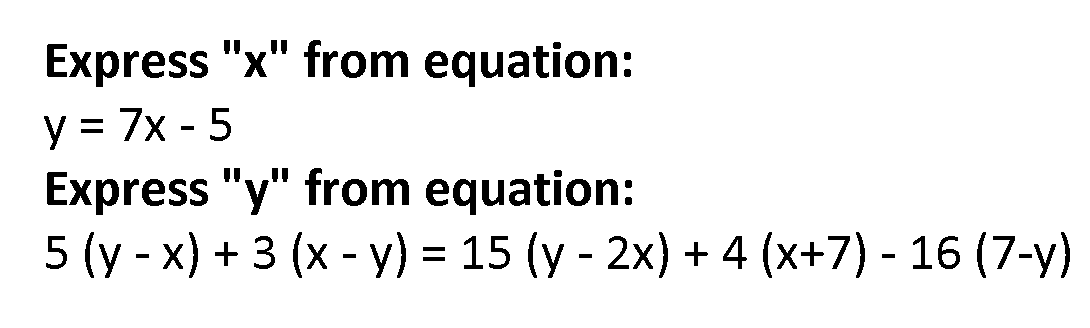 Express "x" from equation:
y = 7x - 5
Express "y" from equation:
5 (y - x) + 3 (x - y) = 15 (y - 2x) + 4 (x+7) - 16 (7-y)